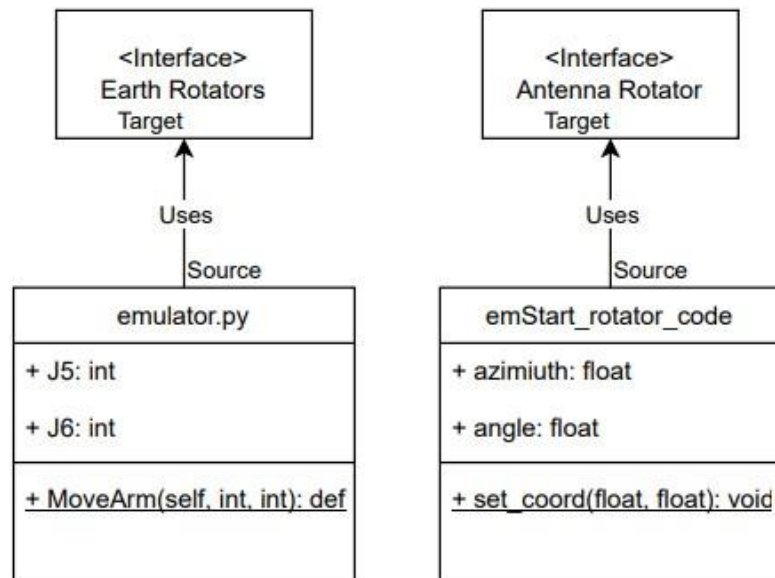 <Interface>
Earth Rotators
Target
Uses
Source
emulator.py
+ J5: int
+ J6: int
+ MoveArm(self, int, int): def
<Interface>
Antenna Rotator
Target
Uses
Source
emStart_rotator_code
+ azimiuth: float
+ angle: float
+ set_coord(float, float): void